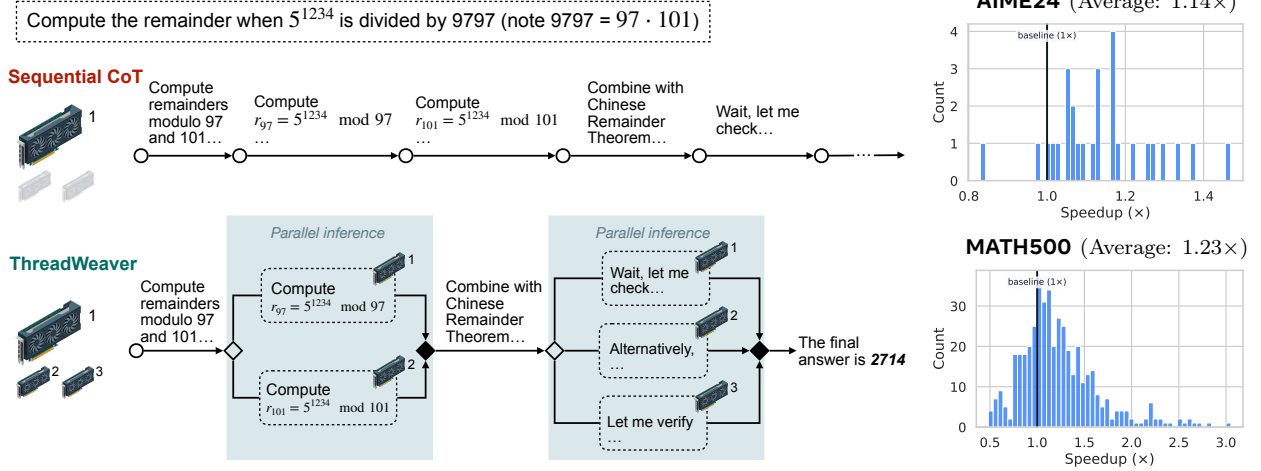 Compute the remainder when 5^1234 is divided by 9797 (note 9797 = 97 · 101)
Sequential CoT
1
Compute
remainders
modulo 97
and 101…
Compute
r_97 = 5^1234 mod 97
…
Compute
r_101 = 5^1234 mod 101
…
Combine with
Chinese
Remainder
Theorem…
Wait, let me
check…
...
ThreadWeaver
1
2
3
Compute
remainders
modulo 97
and 101…
Parallel inference
1
Compute
r_97 = 5^1234 mod 97
2
Compute
r_101 = 5^1234 mod 101
Combine with
Chinese
Remainder
Theorem…
Parallel inference
1
Wait, let me
check…
2
Alternatively,
…
3
Let me verify
…
The final
answer is 2714
AIME24 (Average: 1.14×)
baseline (1×)
Count
4
3
2
1
0
0.8 1.0 1.2 1.4
Speedup (×)
MATH500 (Average: 1.23×)
baseline (1×)
Count
30
20
10
0
0.5 1.0 1.5 2.0 2.5 3.0
Speedup (×)